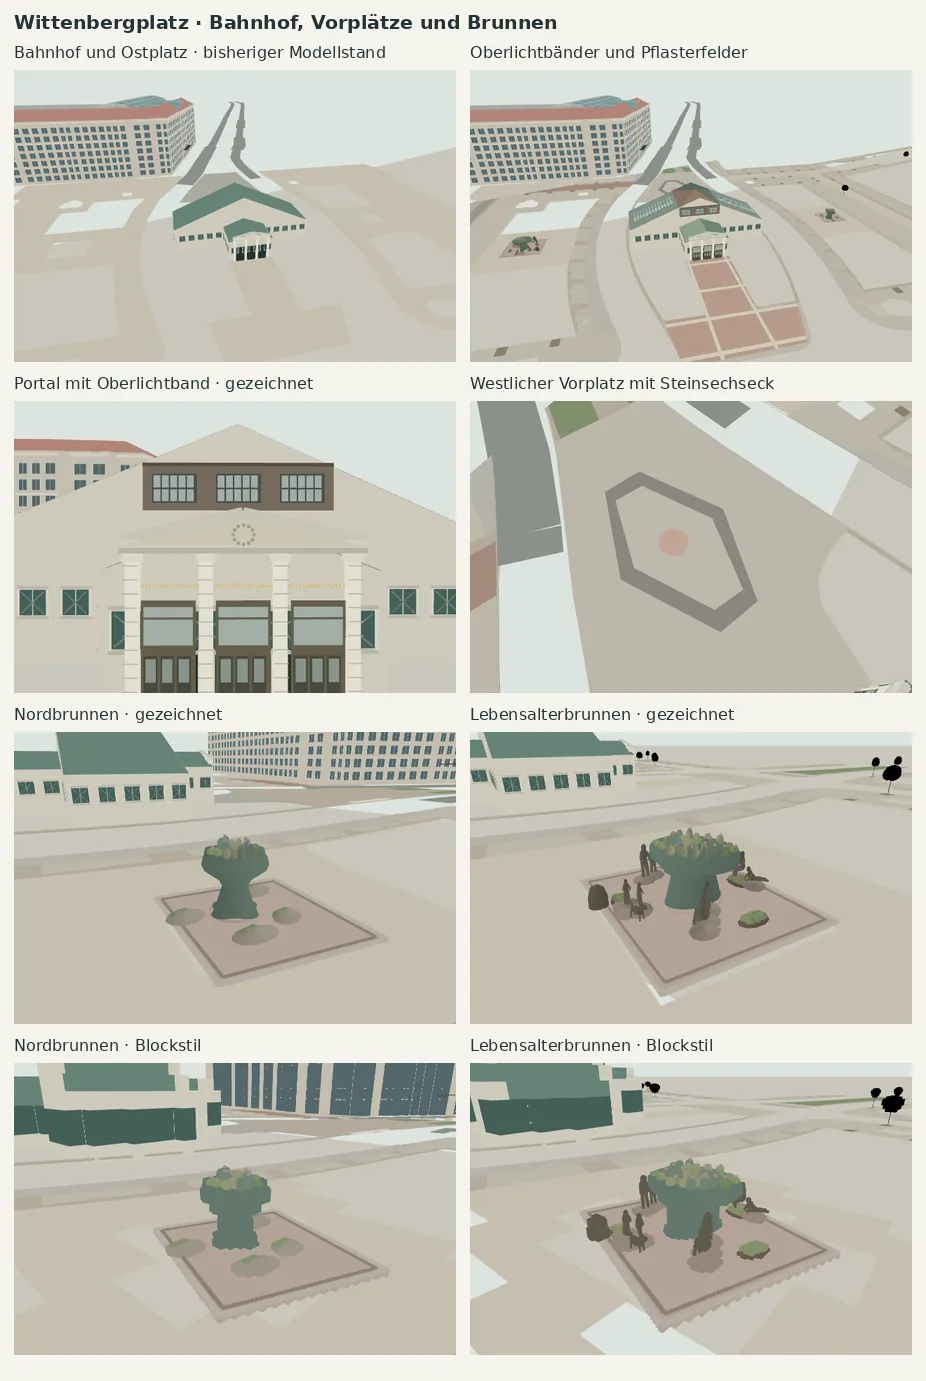 Wittenbergplatz · Bahnhof, Vorplätze und Brunnen
Bahnhof und Ostplatz · bisheriger Modellstand
Oberlichtbänder und Pflasterfelder
Portal mit Oberlichtband · gezeichnet
Westlicher Vorplatz mit Steinsechseck
Nordbrunnen · gezeichnet
Lebensalterbrunnen · gezeichnet
Nordbrunnen · Blockstil
Lebensalterbrunnen · Blockstil